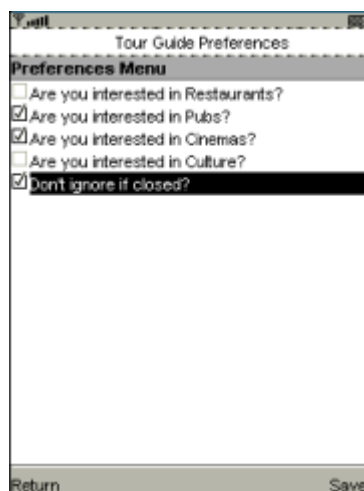 Tour Guide Preferences
Preferences Menu
Are you interested in Restaurants?
Are you interested in Pubs?
Are you interested in Cinemas?
Are you interested in Culture?
Don't ignore if closed?
Return
Save